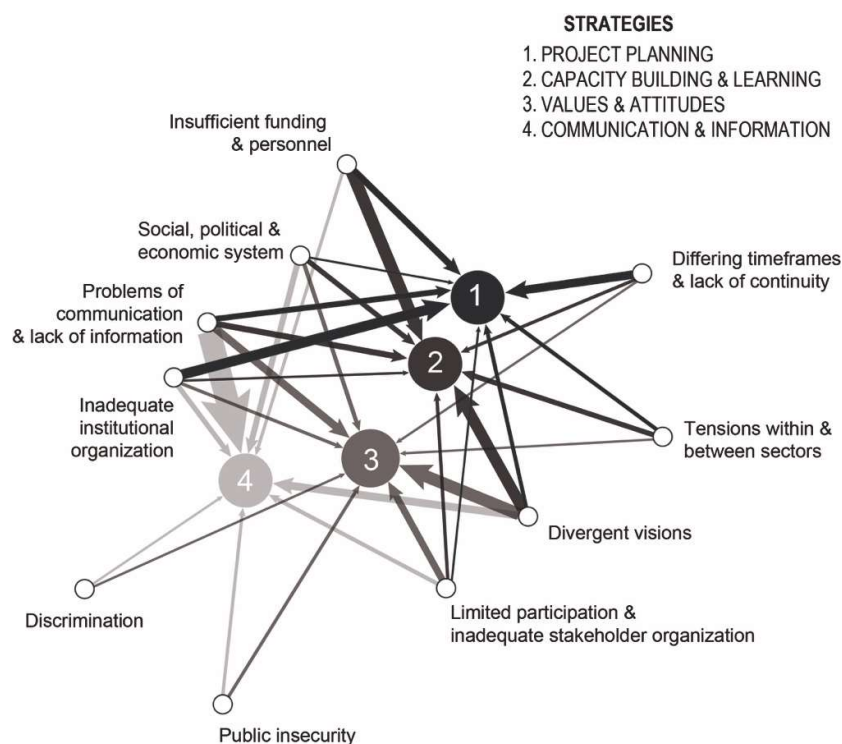 STRATEGIES
1. PROJECT PLANNING
2. CAPACITY BUILDING & LEARNING
3. VALUES & ATTITUDES
4. COMMUNICATION & INFORMATION
Insufficient funding
& personnel
Social, political &
economic system
Problems of
communication
& lack of information
Inadequate
institutional
organization
Differing timeframes
& lack of continuity
1
2
3
4
Tensions within &
between sectors
Divergent visions
Limited participation &
inadequate stakeholder organization
Discrimination
Public insecurity